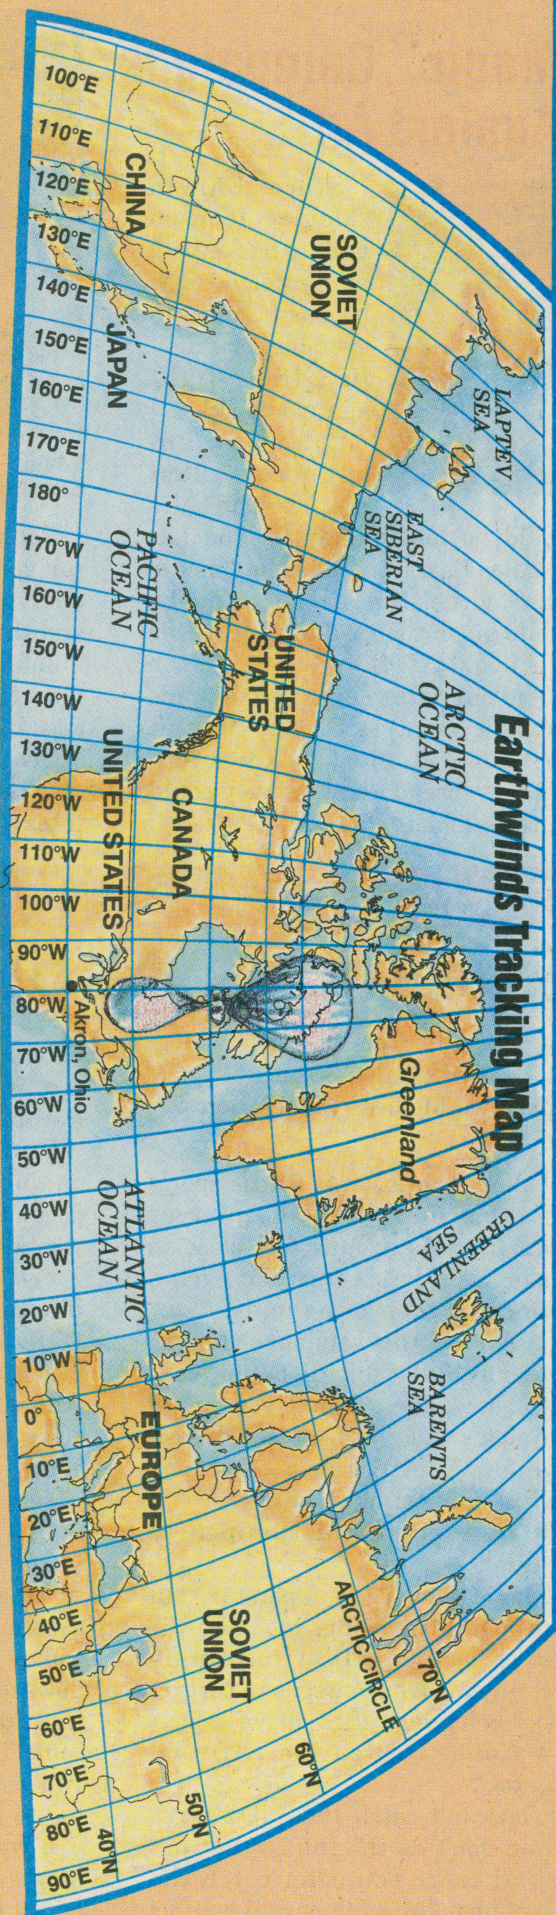 Earthwinds Tracking Map
LAPTEV
SEA
EAST
SIBERIAN
SEA
ARCTIC
OCEAN
GREENLAND
SEA
BARENTS
SEA
SOVIET
UNION
CHINA
JAPAN
PACIFIC
OCEAN
UNITED
STATES
CANADA
UNITED STATES
Akron, Ohio
Greenland
ATLANTIC
OCEAN
EUROPE
SOVIET
UNION
ARCTIC CIRCLE
70°N
60°N
50°N
40°N
100°E
110°E
120°E
130°E
140°E
150°E
160°E
170°E
180°
170°W
160°W
150°W
140°W
130°W
120°W
110°W
100°W
90°W
80°W
70°W
60°W
50°W
40°W
30°W
20°W
10°W
0°
10°E
20°E
30°E
40°E
50°E
60°E
70°E
80°E
90°E